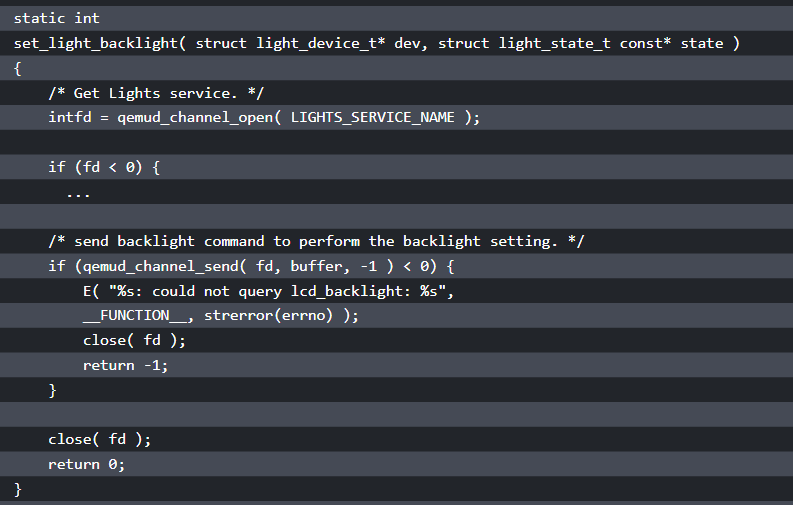 static int
set_light_backlight( struct light_device_t* dev, struct light_state_t const* state )
{
    /* Get Lights service. */
    intfd = qemud_channel_open( LIGHTS_SERVICE_NAME );

    if (fd < 0) {
      ...

    /* send backlight command to perform the backlight setting. */
    if (qemud_channel_send( fd, buffer, -1 ) < 0) {
        E( "%s: could not query lcd_backlight: %s",
        __FUNCTION__, strerror(errno) );
        close( fd );
        return -1;
    }

    close( fd );
    return 0;
}